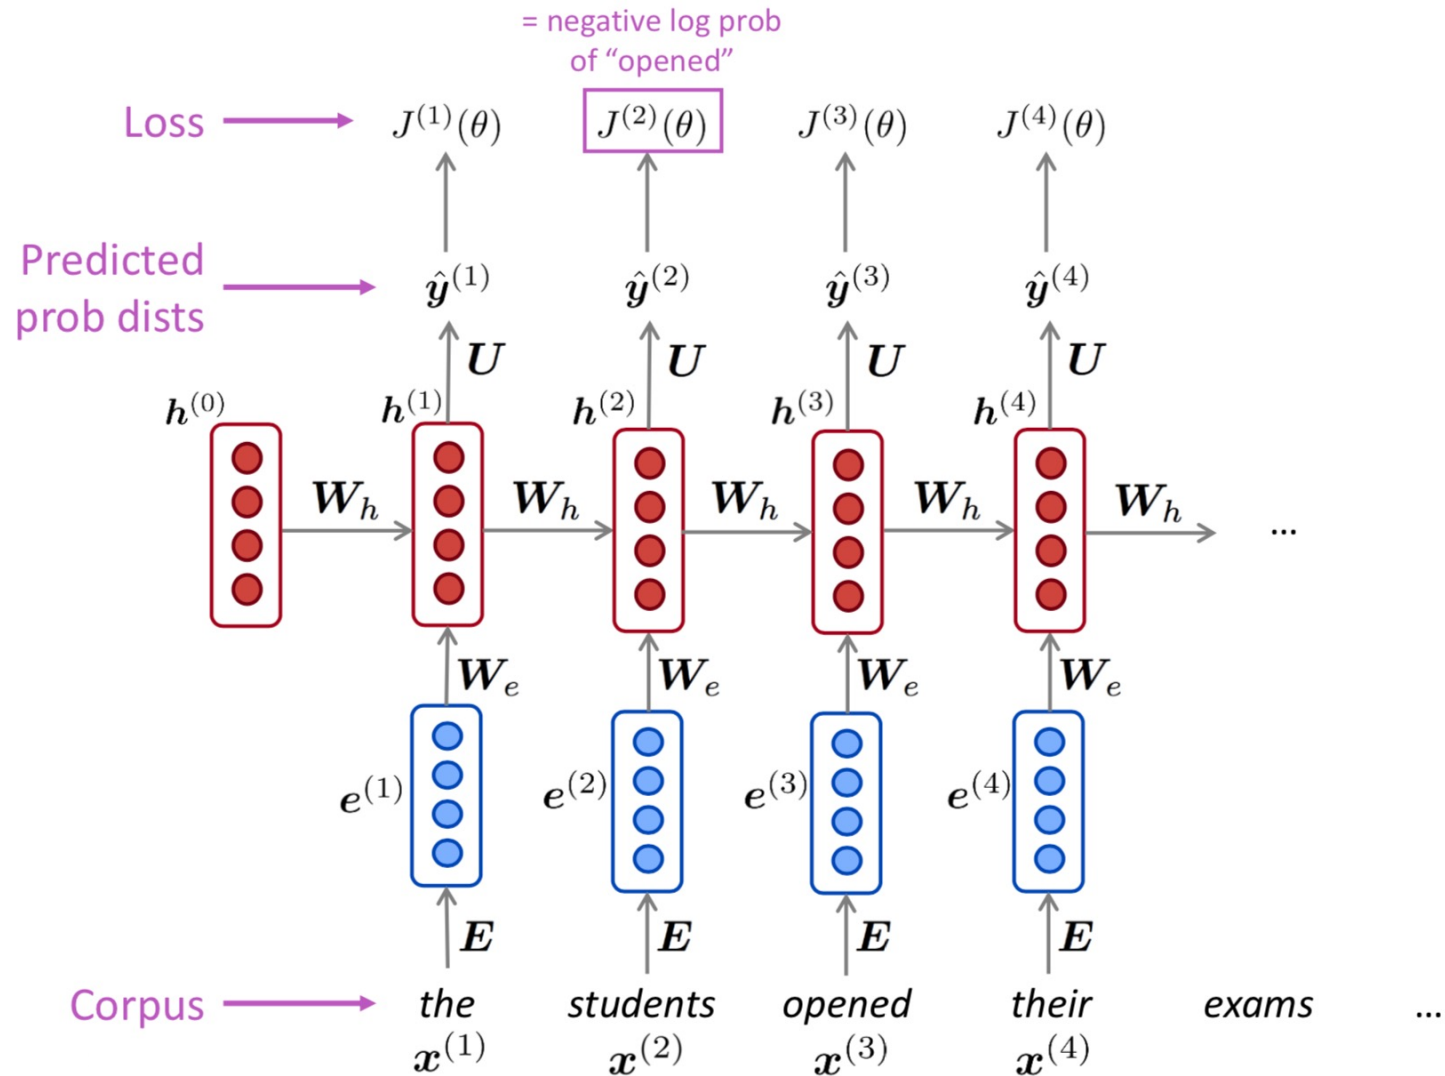 = negative log prob
of “opened”
Loss J⁽¹⁾(θ) J⁽²⁾(θ) J⁽³⁾(θ) J⁽⁴⁾(θ)
Predicted
prob dists
ŷ⁽¹⁾ ŷ⁽²⁾ ŷ⁽³⁾ ŷ⁽⁴⁾
U U U U
h⁽⁰⁾ h⁽¹⁾ h⁽²⁾ h⁽³⁾ h⁽⁴⁾
W_h W_h W_h W_h W_h
...
W_e W_e W_e W_e
e⁽¹⁾ e⁽²⁾ e⁽³⁾ e⁽⁴⁾
E E E E
Corpus the students opened their exams ...
x⁽¹⁾ x⁽²⁾ x⁽³⁾ x⁽⁴⁾